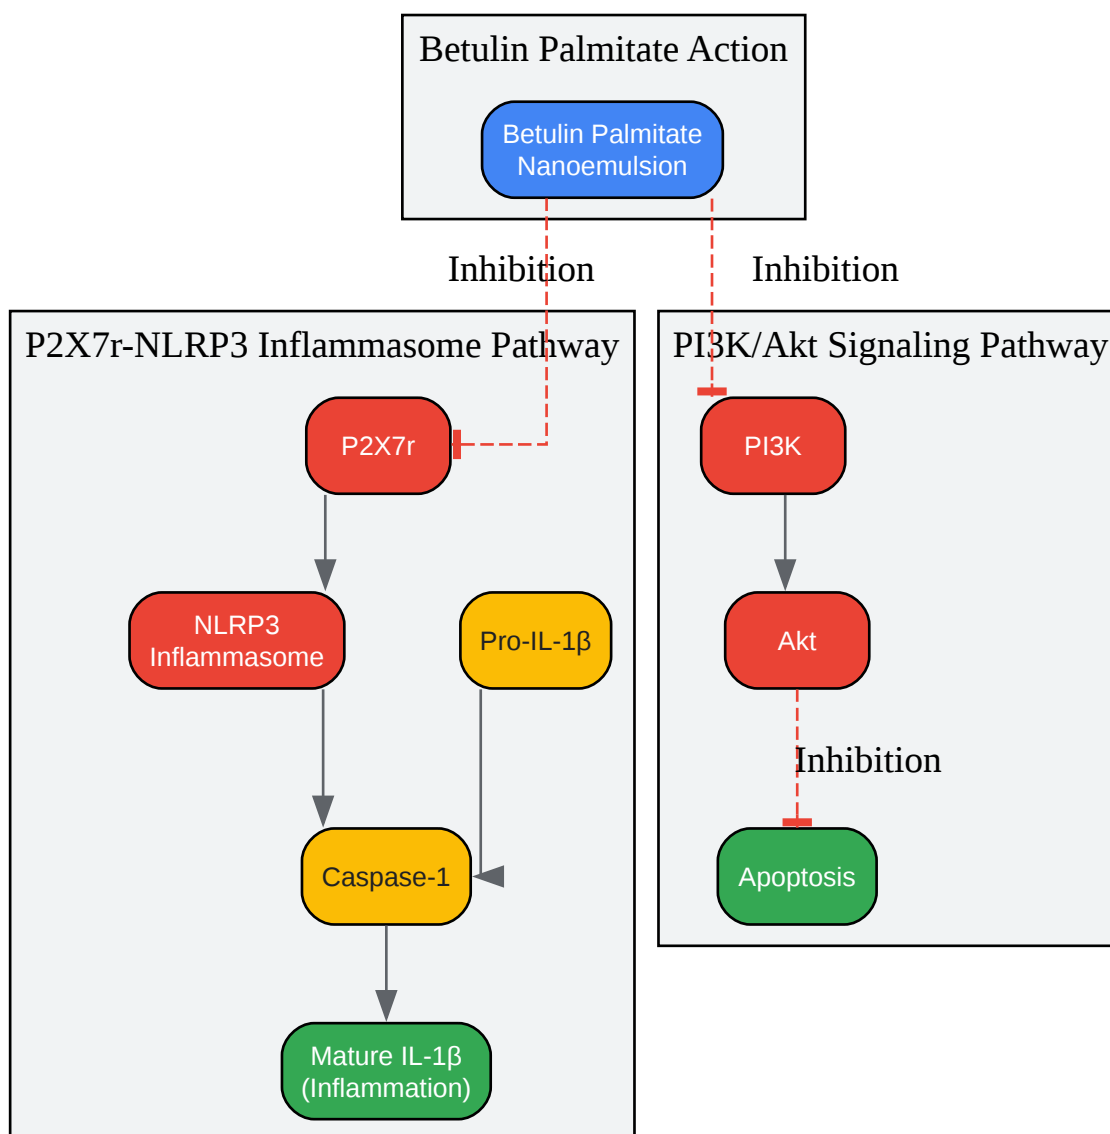 Betulin Palmitate Action
Betulin Palmitate
Nanoemulsion
Inhibition
Inhibition
P2X7r-NLRP3 Inflammasome Pathway
PI3K/Akt Signaling Pathway
P2X7r
PI3K
NLRP3
Inflammasome
Pro-IL-1β
Akt
Inhibition
Caspase-1
Apoptosis
Mature IL-1β
(Inflammation)